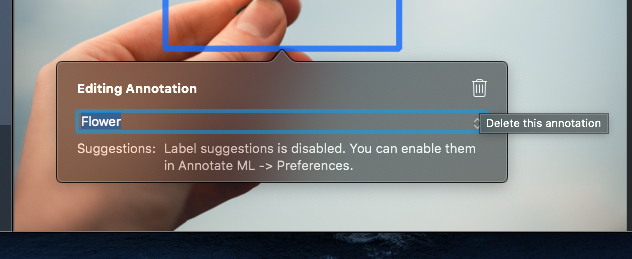 Editing Annotation
Flower
Delete this annotation
Suggestions: Label suggestions is disabled. You can enable them
in Annotate ML -> Preferences.